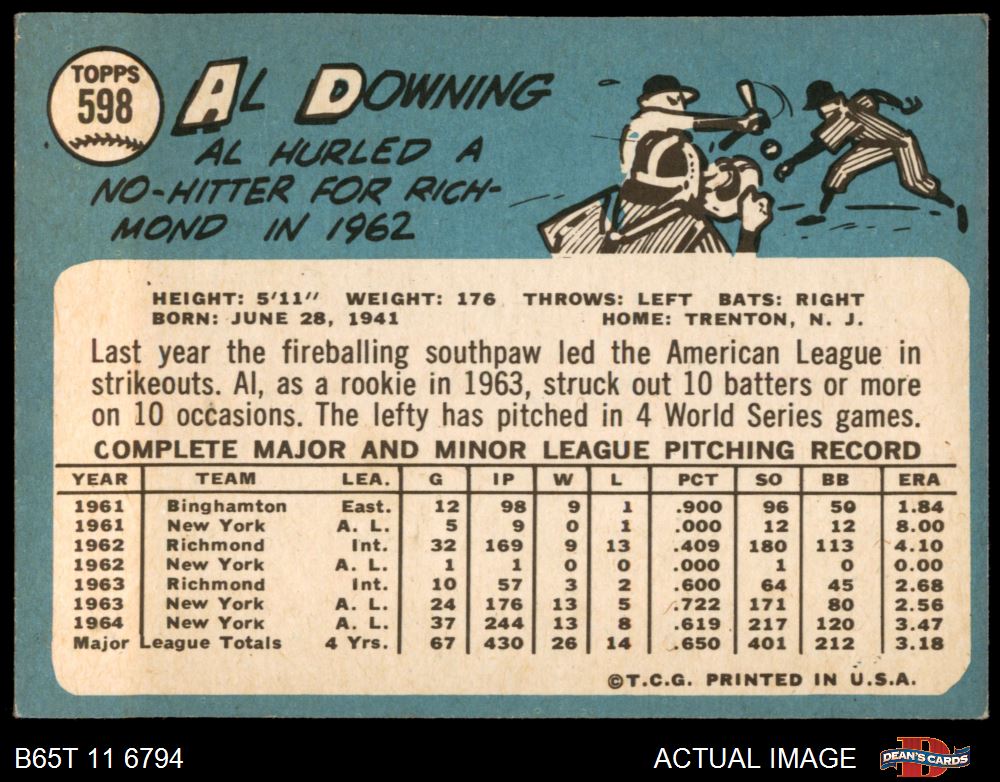 TOPPS
598
AL DOWNING
AL HURLED A
NO-HITTER FOR RICH-
MOND IN 1962
HEIGHT: 5'11" WEIGHT: 176 THROWS: LEFT BATS: RIGHT
BORN: JUNE 28, 1941 HOME: TRENTON, N. J.
Last year the fireballing southpaw led the American League in
strikeouts. Al, as a rookie in 1963, struck out 10 batters or more
on 10 occasions. The lefty has pitched in 4 World Series games.
COMPLETE MAJOR AND MINOR LEAGUE PITCHING RECORD
YEAR TEAM LEA. G IP W L PCT SO BB ERA
1961 Binghamton East. 12 98 9 1 .900 96 50 1.84
1961 New York A. L. 5 9 0 1 .000 12 12 8.00
1962 Richmond Int. 32 169 9 13 .409 180 113 4.10
1962 New York A. L. 1 1 0 0 .000 1 0 0.00
1963 Richmond Int. 10 57 3 2 .600 64 45 2.68
1963 New York A. L. 24 176 13 5 .722 171 80 2.56
1964 New York A. L. 37 244 13 8 .619 217 120 3.47
Major League Totals 4 Yrs. 67 430 26 14 .650 401 212 3.18
©T.C.G. PRINTED IN U.S.A.
B65T 11 6794 ACTUAL IMAGE DEAN'S CARDS